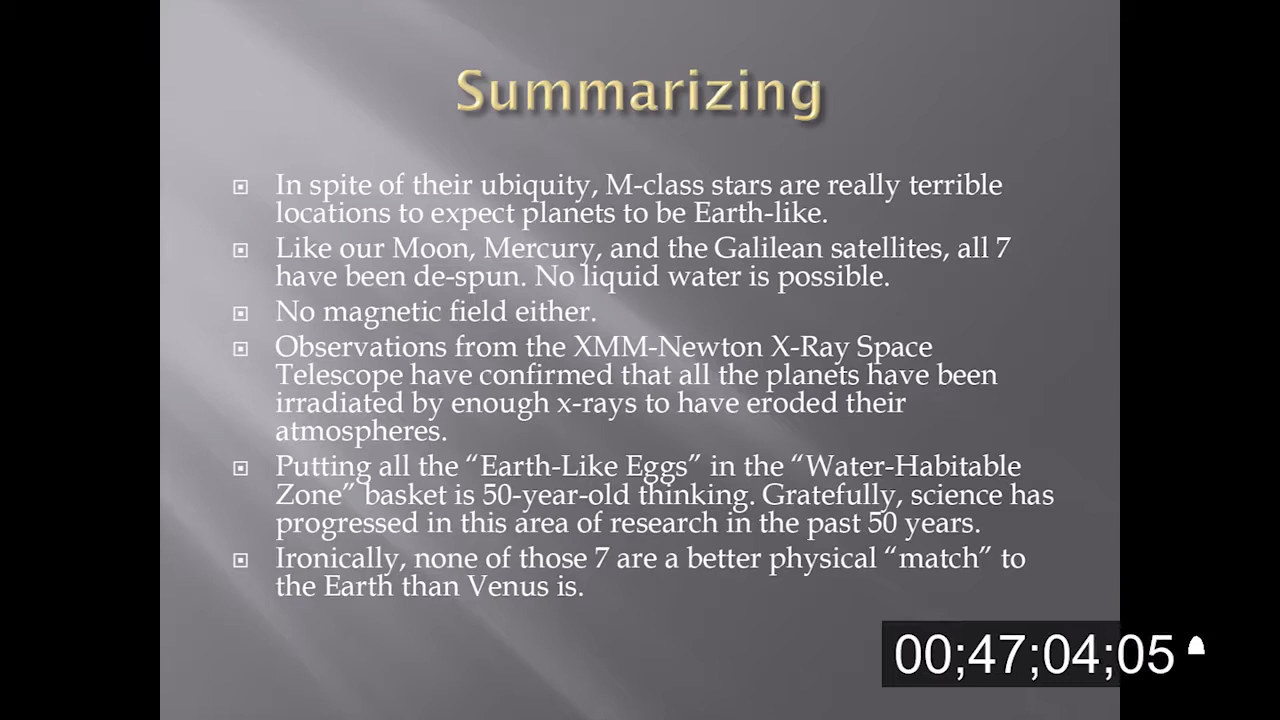 Summarizing
In spite of their ubiquity, M-class stars are really terrible
locations to expect planets to be Earth-like.
Like our Moon, Mercury, and the Galilean satellites, all 7
have been de-spun. No liquid water is possible.
No magnetic field either.
Observations from the XMM-Newton X-Ray Space
Telescope have confirmed that all the planets have been
irradiated by enough x-rays to have eroded their
atmospheres.
Putting all the “Earth-Like Eggs” in the “Water-Habitable
Zone” basket is 50-year-old thinking. Gratefully, science has
progressed in this area of research in the past 50 years.
Ironically, none of those 7 are a better physical “match” to
the Earth than Venus is.
00;47;04;05